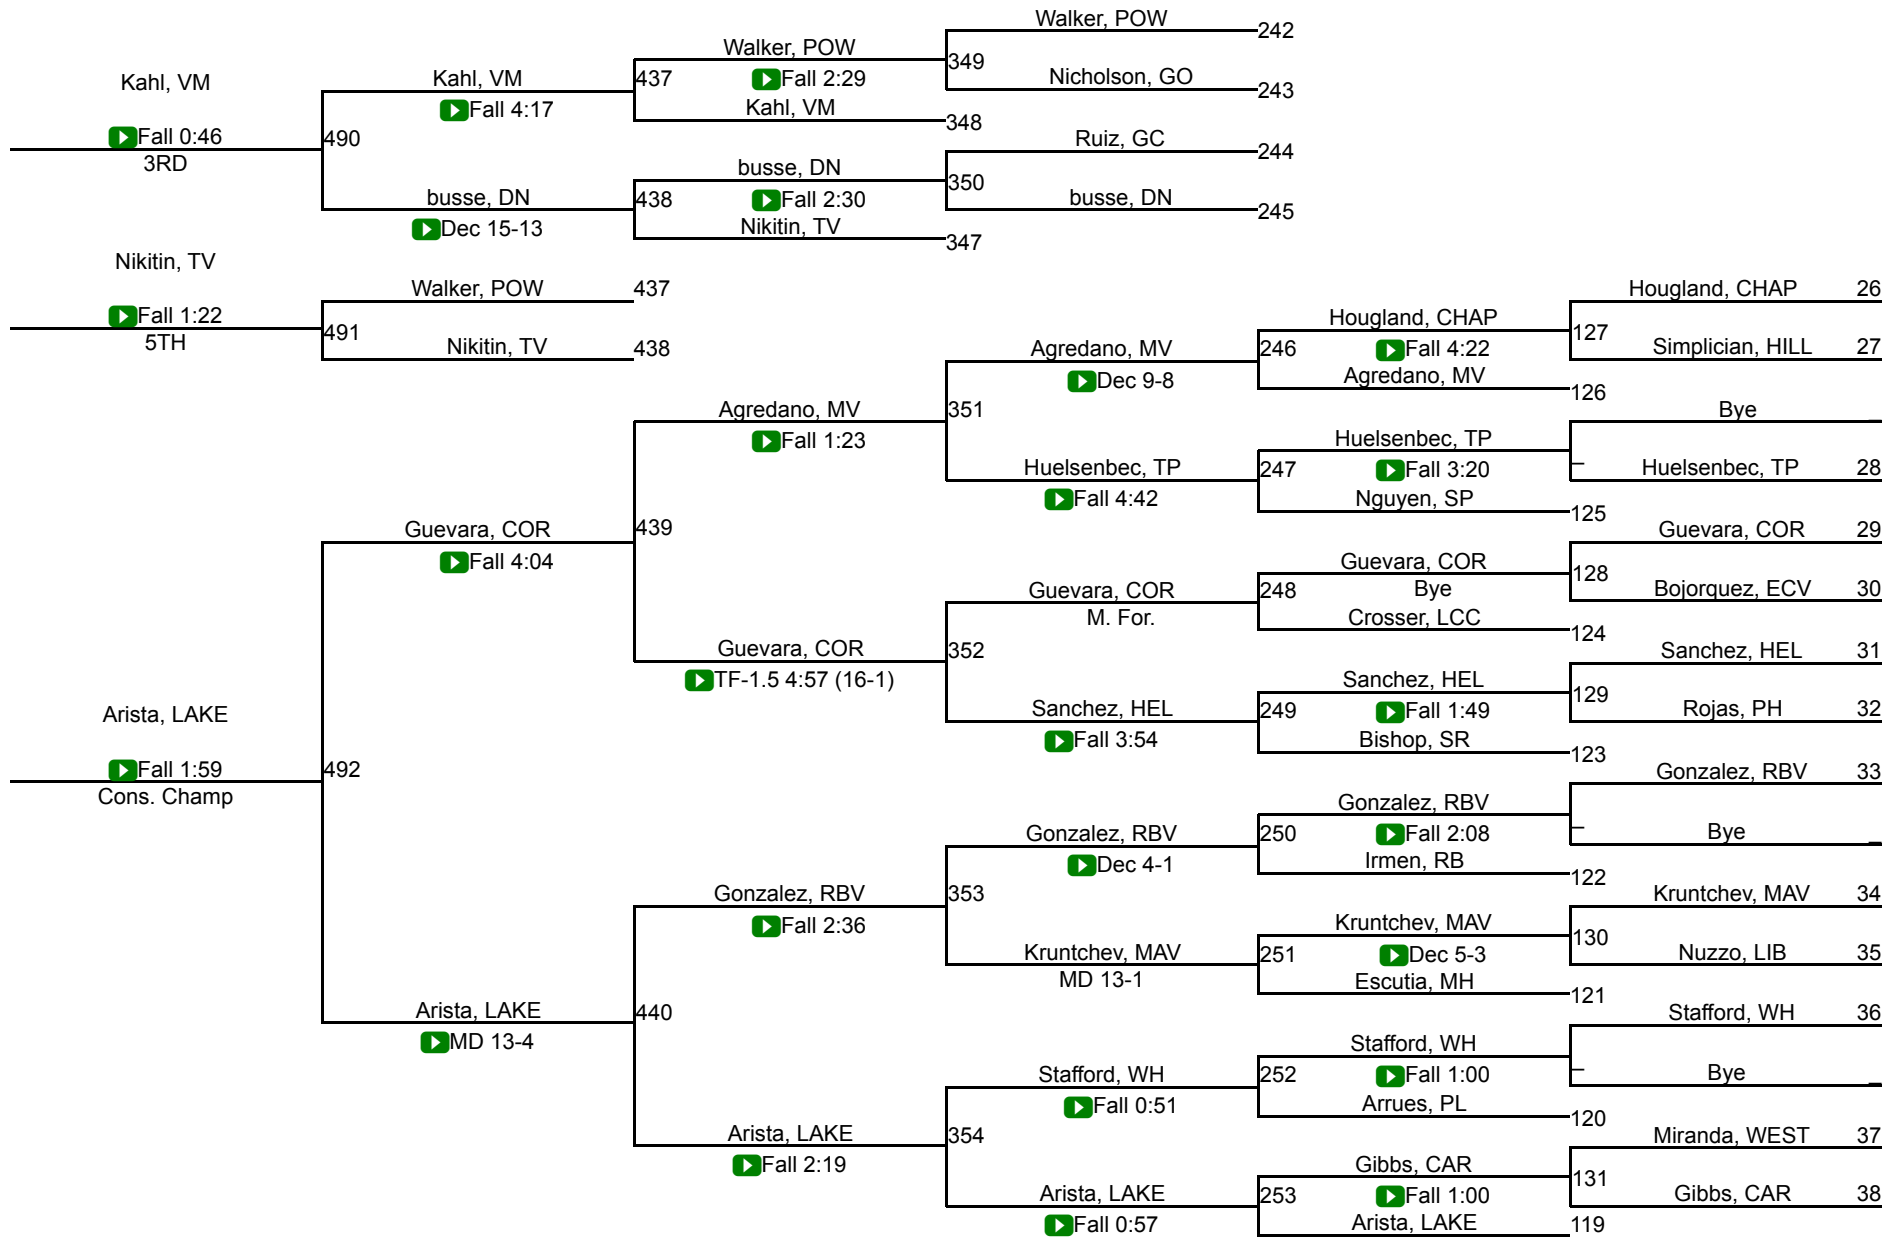 Walker, POW
242
Walker, POW
349
Kahl, VM
Kahl, VM
437
Fall 2:29
Nicholson, GO
243
Fall 4:17
Kahl, VM
348
Fall 0:46
490
Ruiz, GC
244
3RD
busse, DN
350
busse, DN
438
Fall 2:30
busse, DN
245
Dec 15-13
Nikitin, TV
347
Nikitin, TV
Walker, POW
437
Hougland, CHAP
26
Fall 1:22
491
Hougland, CHAP
127
5TH
Nikitin, TV
438
Agredano, MV
246
Fall 4:22
Simplician, HILL
27
Dec 9-8
Agredano, MV
126
Agredano, MV
351
Bye
_
Fall 1:23
Huelsenbec, TP
_
Huelsenbec, TP
247
Fall 3:20
Huelsenbec, TP
28
Fall 4:42
Nguyen, SP
125
Guevara, COR
439
Guevara, COR
29
Fall 4:04
Guevara, COR
128
Guevara, COR
248
Bye
Bojorquez, ECV
30
M. For.
Crosser, LCC
124
Guevara, COR
352
Sanchez, HEL
31
TF-1.5 4:57 (16-1)
Sanchez, HEL
129
Sanchez, HEL
249
Fall 1:49
Rojas, PH
32
Fall 3:54
Bishop, SR
123
Arista, LAKE
492
Gonzalez, RBV
33
Fall 1:59
Cons. Champ
Gonzalez, RBV
_
Gonzalez, RBV
250
Fall 2:08
Bye
_
Dec 4-1
Irmen, RB
122
Gonzalez, RBV
353
Kruntchev, MAV
34
Fall 2:36
Kruntchev, MAV
130
Kruntchev, MAV
251
Dec 5-3
Nuzzo, LIB
35
MD 13-1
Escutia, MH
121
Arista, LAKE
440
Stafford, WH
36
MD 13-4
Stafford, WH
_
Stafford, WH
252
Fall 1:00
Bye
_
Fall 0:51
Arrues, PL
120
Arista, LAKE
354
Miranda, WEST
37
Fall 2:19
Gibbs, CAR
131
Arista, LAKE
253
Fall 1:00
Gibbs, CAR
38
Fall 0:57
Arista, LAKE
119